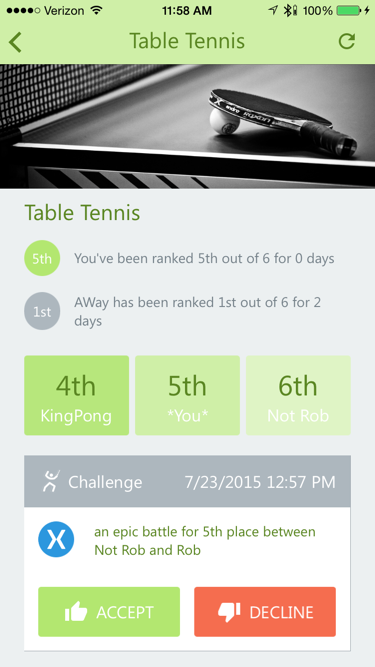 Verizon 11:58 AM 100%
Table Tennis
Table Tennis
5th You've been ranked 5th out of 6 for 0 days
1st AWay has been ranked 1st out of 6 for 2
days
4th 5th 6th
KingPong *You* Not Rob
Challenge 7/23/2015 12:57 PM
an epic battle for 5th place between
Not Rob and Rob
ACCEPT DECLINE